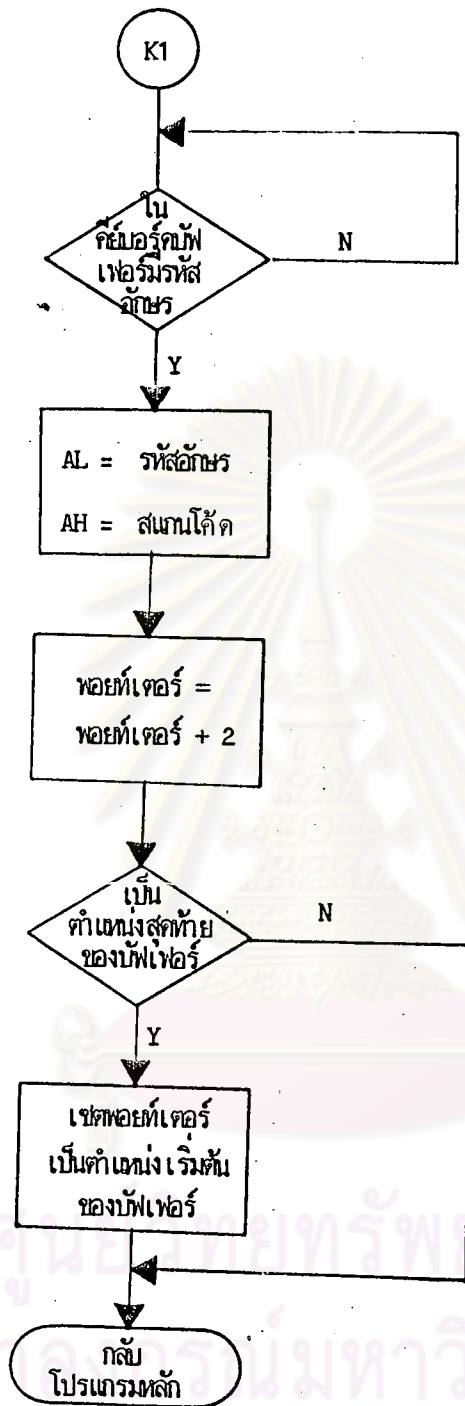 K1
ใน
คีย์บอร์ดบัฟ
เฟอร์มีรหัส
อักษร
N
Y
AL = รหัสอักษร
AH = สแกนโค้ด
พอยท์เตอร์ =
พอยท์เตอร์ + 2
เป็น
ตำแหน่งสุดท้าย
ของบัฟเฟอร์
N
Y
เซตพอยท์เตอร์
เป็นตำแหน่งเริ่มต้น
ของบัฟเฟอร์
กลับ
โปรแกรมหลัก